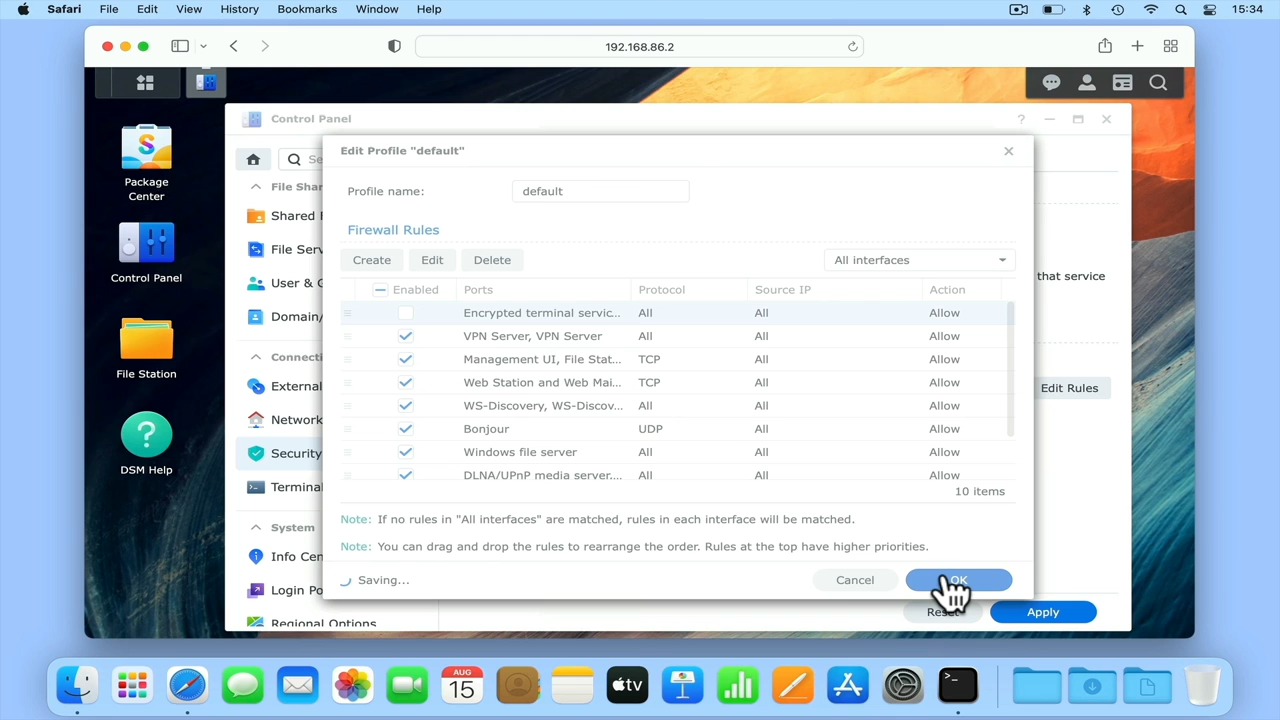 Safari File Edit View History Bookmarks Window Help 15:34
192.168.86.2
Control Panel
Package
Center
Control Panel
File Station
?
DSM Help
Se
File Shar
Shared F
File Serv
User & G
Domain/
Connecti
External
Network
Security
Terminal
System
Info Cen
Login Po
Regional Options
Edit Profile "default"
Profile name: default
Firewall Rules
Create Edit Delete All interfaces
Enabled Ports Protocol Source IP Action
Encrypted terminal servic... All All Allow
VPN Server, VPN Server All All Allow
Management UI, File Stat... TCP All Allow
Web Station and Web Mai... TCP All Allow
WS-Discovery, WS-Discov... All All Allow
Bonjour UDP All Allow
Windows file server All All Allow
DLNA/UPnP media server.... All All Allow
10 items
Note: If no rules in "All interfaces" are matched, rules in each interface will be matched.
Note: You can drag and drop the rules to rearrange the order. Rules at the top have higher priorities.
Saving... Cancel OK
that service
Edit Rules
Reset Apply
AUG
15
tv